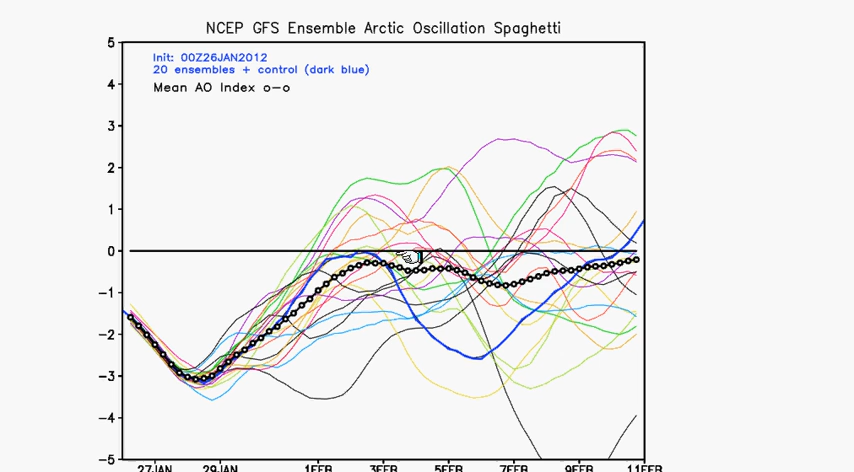 NCEP GFS Ensemble Arctic Oscillation Spaghetti
Init: 00Z26JAN2012
20 ensembles + control (dark blue)
Mean AO Index o-o
5
4
3
2
1
0
-1
-2
-3
-4
-5
27JAN 29JAN 1FEB 3FEB 5FEB 7FEB 9FEB 11FEB